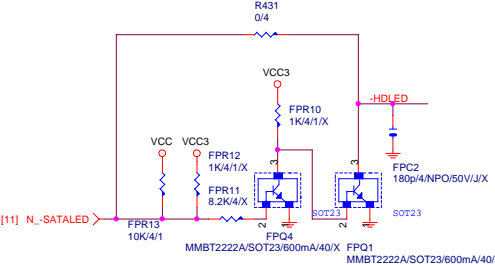 R431
0/4
VCC3
-HDLED
FPR10
1K/4/1/X
VCC
VCC3
FPR12
1K/4/1/X
3
3
FPC2
180p/4/NPO/50V/J/X
FPR11
8.2K/4/X
[11] N_-SATALED
SOT23
SOT23
FPR13
10K/4/1
2
1
2
1
FPQ4
MMBT2222A/SOT23/600mA/40/X
FPQ1
MMBT2222A/SOT23/600mA/40/